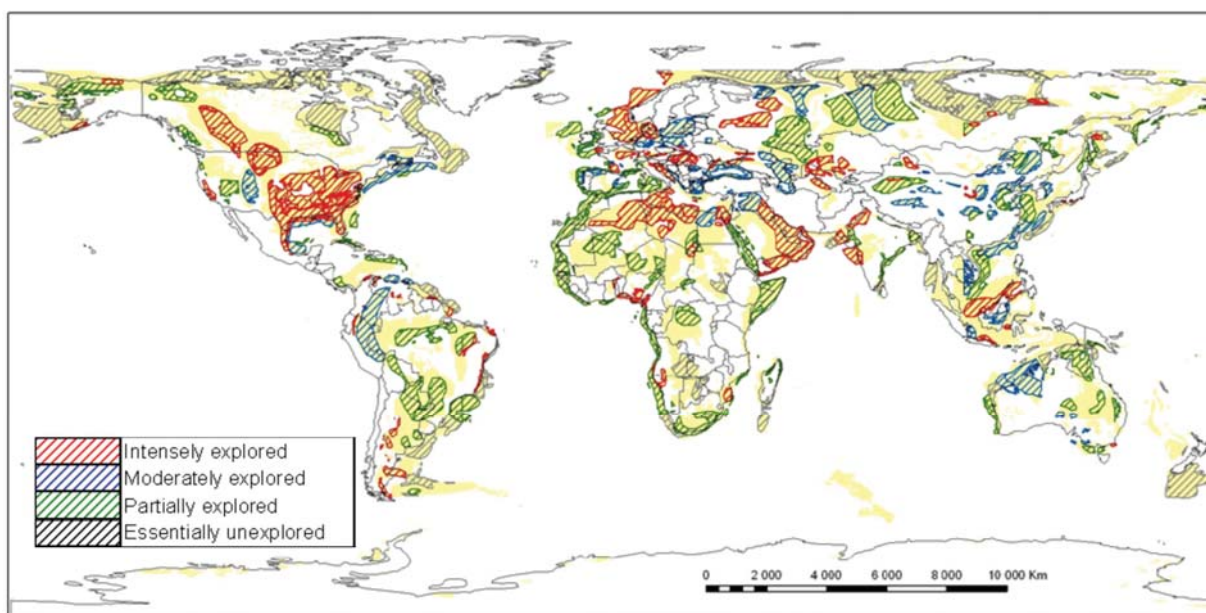 Intensely explored
Moderately explored
Partially explored
Essentially unexplored
0 2 000 4 000 6 000 8 000 10 000 Km